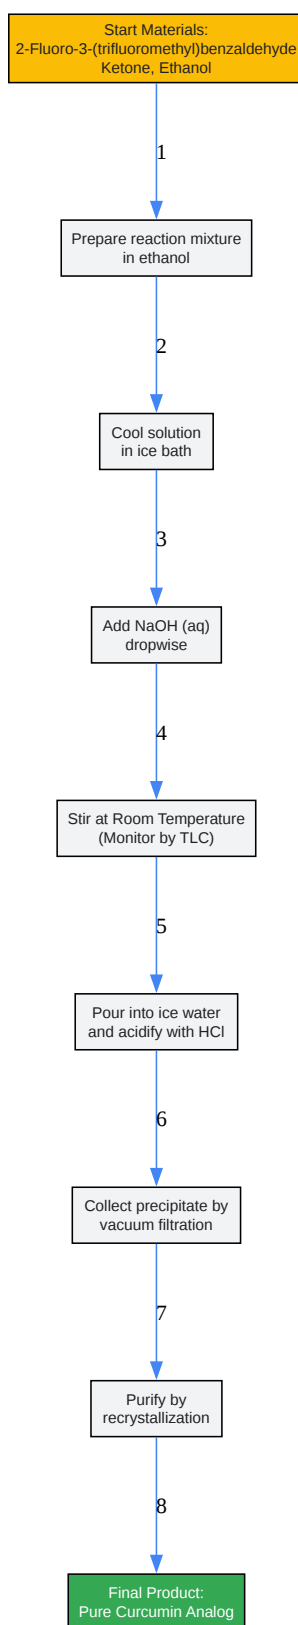 Start Materials:
2-Fluoro-3-(trifluoromethyl)benzaldehyde
Ketone, Ethanol
1
Prepare reaction mixture
in ethanol
2
Cool solution
in ice bath
3
Add NaOH (aq)
dropwise
4
Stir at Room Temperature
(Monitor by TLC)
5
Pour into ice water
and acidify with HCl
6
Collect precipitate by
vacuum filtration
7
Purify by
recrystallization
8
Final Product:
Pure Curcumin Analog